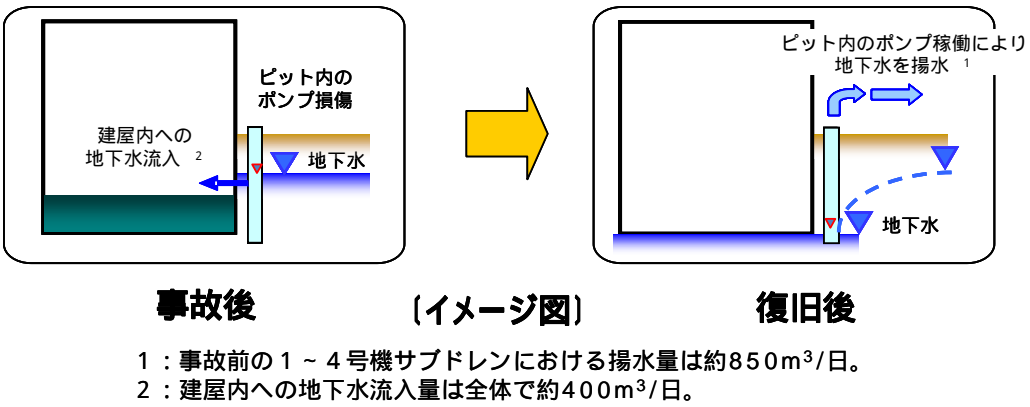 ピット内の
ポンプ損傷
建屋内への
地下水流入 2
地下水
ピット内のポンプ稼働により
地下水を揚水 1
地下水
事故後
〔イメージ図〕
復旧後
1：事故前の1~4号機サブドレンにおける揚水量は約850m³/日。
2：建屋内への地下水流入量は全体で約400m³/日。